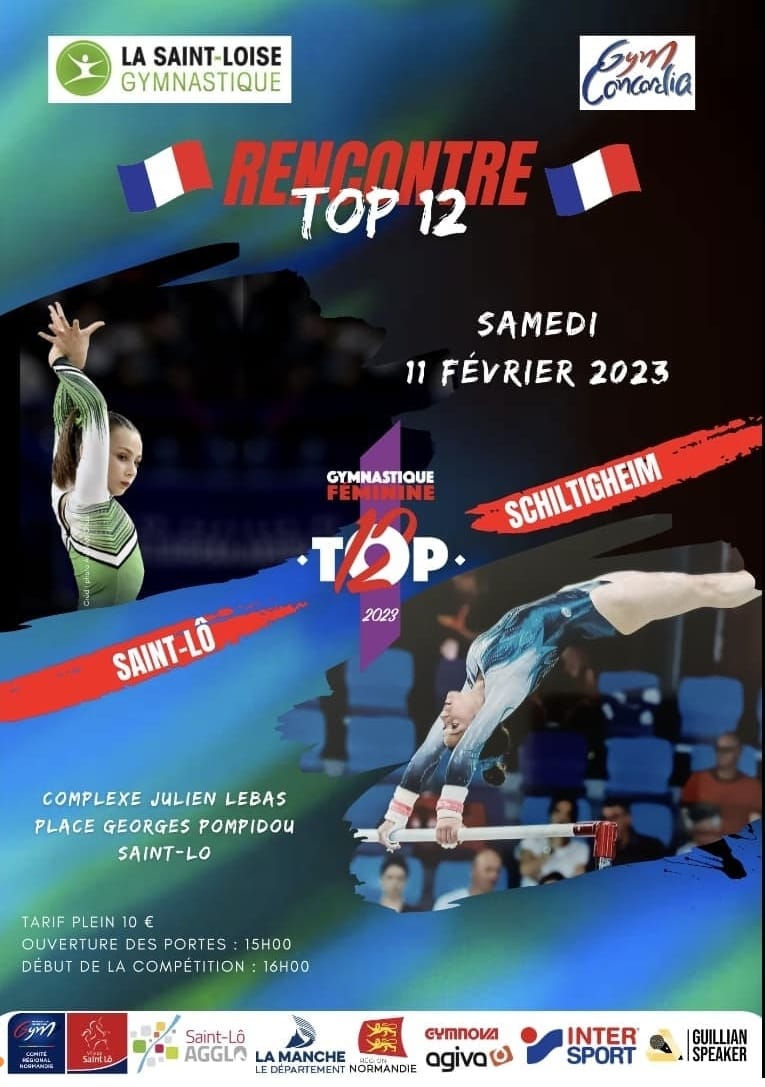 LA SAINT-LOISE
GYMNASTIQUE
Gym
Concordia
RENCONTRE
TOP 12
SAMEDI
11 FÉVRIER 2023
GYMNASTIQUE
FÉMININE
TOP
12
2023
SCHILTIGHEIM
SAINT-LÔ
COMPLEXE JULIEN LEBAS
PLACE GEORGES POMPIDOU
SAINT-LO
TARIF PLEIN 10 €
OUVERTURE DES PORTES : 15H00
DÉBUT DE LA COMPÉTITION : 16H00
Gym
COMITÉ
RÉGIONAL
NORMANDIE
Saint Lô
Saint-Lô
AGGLO
LA MANCHE
LE DÉPARTEMENT
RÉGION
NORMANDIE
GYMNOVA
agiva
INTER
SPORT
GUILLIAN
SPEAKER